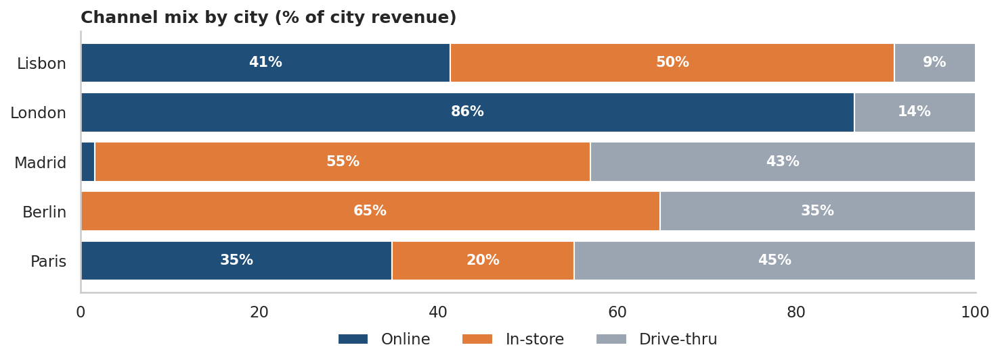 Channel mix by city (% of city revenue)
Lisbon 41% 50% 9%
London 86% 14%
Madrid 55% 43%
Berlin 65% 35%
Paris 35% 20% 45%
0 20 40 60 80 100
Online In-store Drive-thru